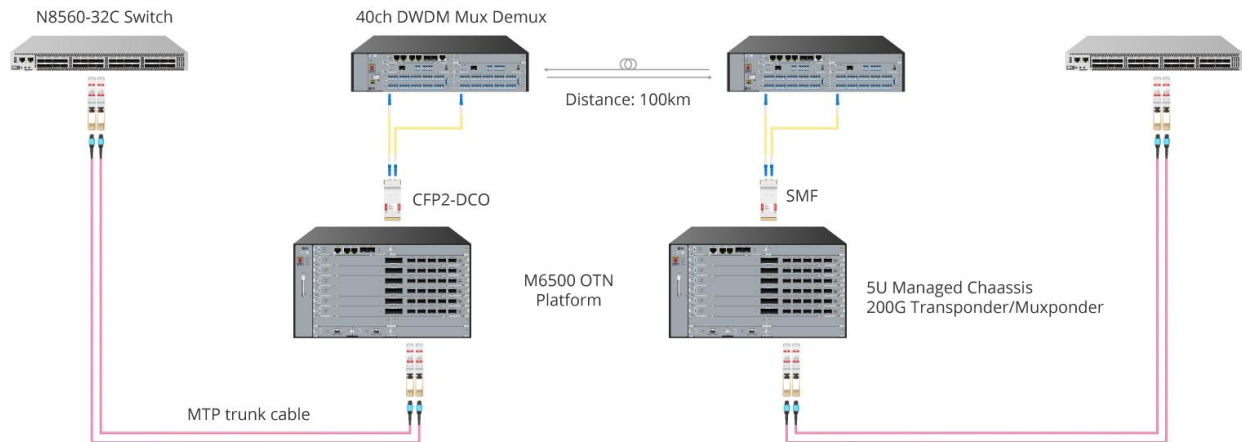 N8560-32C Switch
40ch DWDM Mux Demux
Distance: 100km
CFP2-DCO
SMF
M6500 OTN
Platform
5U Managed Chaassis
200G Transponder/Muxponder
MTP trunk cable